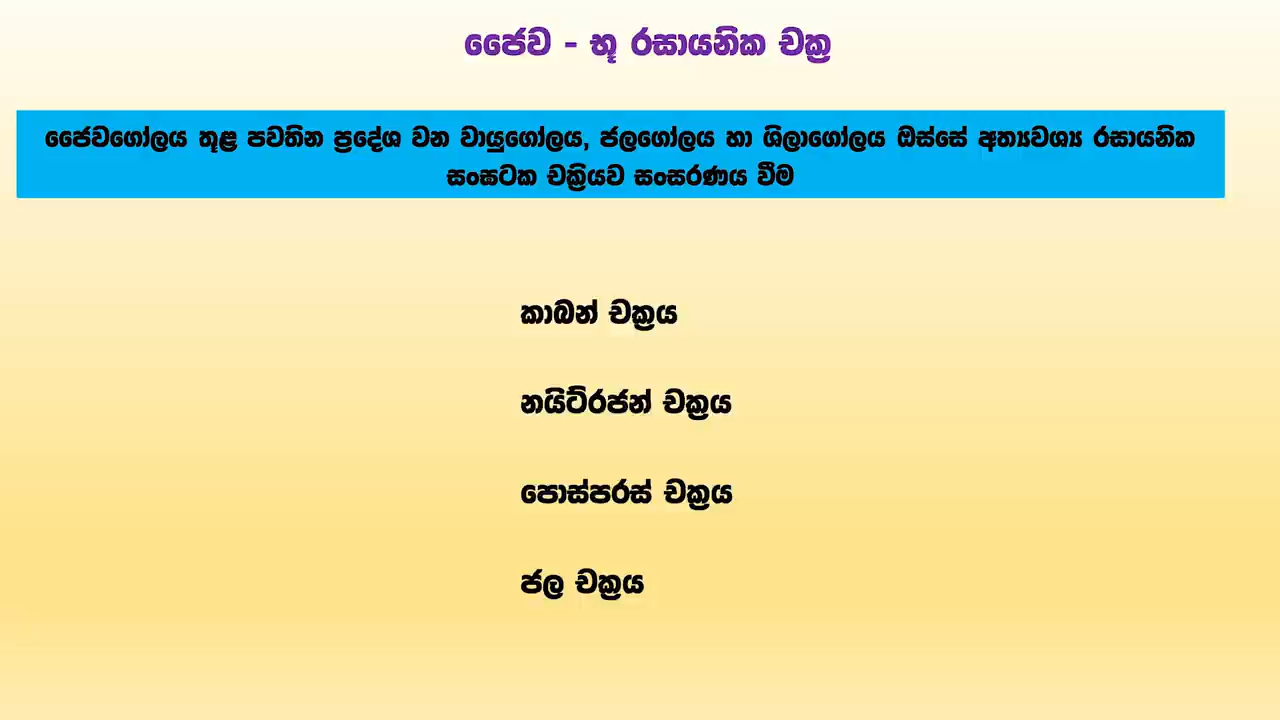 ජෛව - භූ රසායනික චක්‍ර
ජෛවගෝලය තුළ පවතින ප්‍රදේශ වන වායුගෝලය, ජලගෝලය හා ශිලාගෝලය ඔස්සේ අත්‍යවශ්‍ය රසායනික
සංඝටක චක්‍රියව සංසරණය වීම
කාබන් චක්‍රය
නයිට්රජන් චක්‍රය
පොස්පරස් චක්‍රය
ජල චක්‍රය